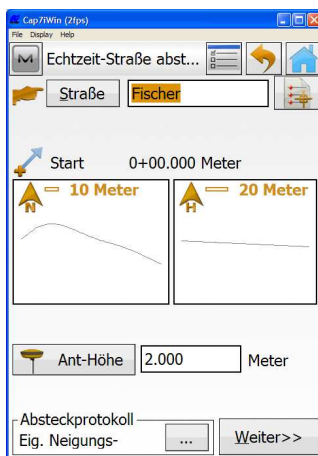 Cap7iWin (2fps)
File Display Help
M Echtzeit-Straße abst...
Straße Fischer
Start 0+00.000 Meter
N 10 Meter
H 20 Meter
Ant-Höhe 2.000 Meter
Absteckprotokoll
Eig. Neigungs- ... Weiter>>